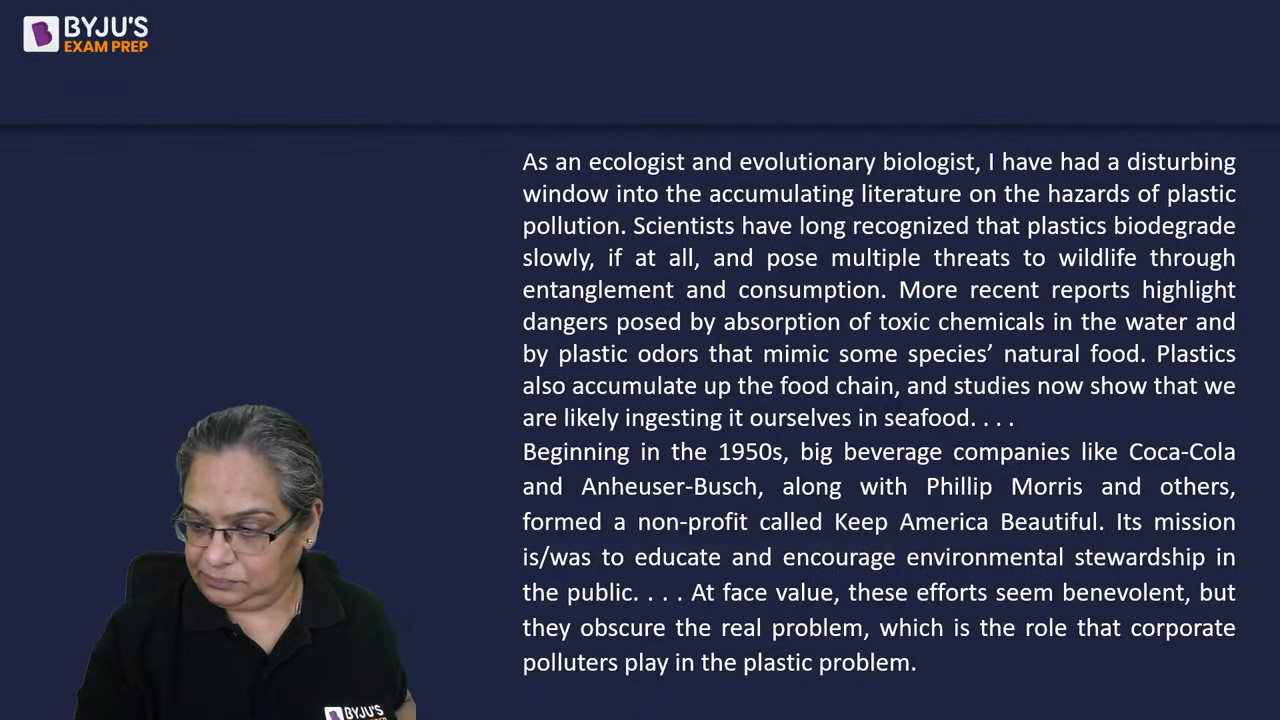 BYJU'S
EXAM PREP
As an ecologist and evolutionary biologist, I have had a disturbing
window into the accumulating literature on the hazards of plastic
pollution. Scientists have long recognized that plastics biodegrade
slowly, if at all, and pose multiple threats to wildlife through
entanglement and consumption. More recent reports highlight
dangers posed by absorption of toxic chemicals in the water and
by plastic odors that mimic some species’ natural food. Plastics
also accumulate up the food chain, and studies now show that we
are likely ingesting it ourselves in seafood. . . .
Beginning in the 1950s, big beverage companies like Coca-Cola
and Anheuser-Busch, along with Phillip Morris and others,
formed a non-profit called Keep America Beautiful. Its mission
is/was to educate and encourage environmental stewardship in
the public. . . . At face value, these efforts seem benevolent, but
they obscure the real problem, which is the role that corporate
polluters play in the plastic problem.
BYJU'S